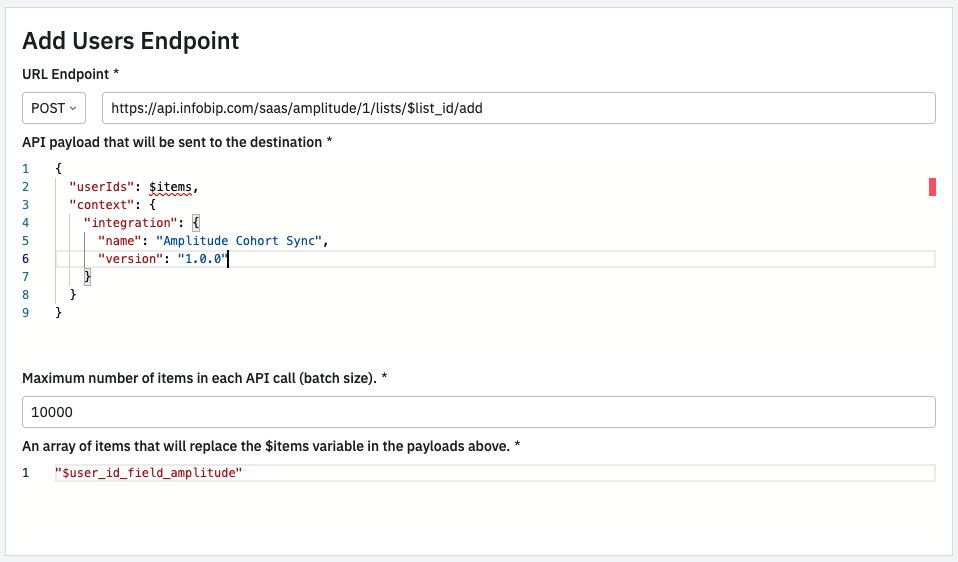 Add Users Endpoint
URL Endpoint *
POST https://api.infobip.com/saas/amplitude/1/lists/$list_id/add
API payload that will be sent to the destination *
1 {
2 "userIds": $items,
3 "context": {
4 "integration": {
5 "name": "Amplitude Cohort Sync",
6 "version": "1.0.0"
7 }
8 }
9 }
Maximum number of items in each API call (batch size). *
10000
An array of items that will replace the $items variable in the payloads above. *
1 "$user_id_field_amplitude"